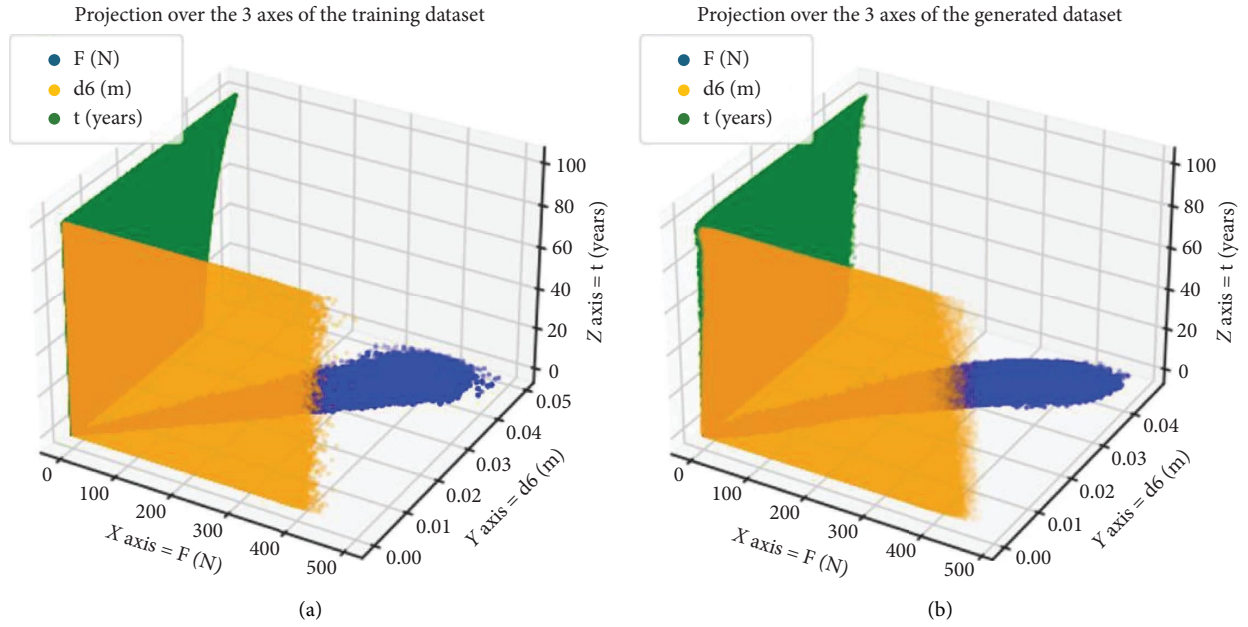 Projection over the 3 axes of the training dataset
F (N)
d6 (m)
t (years)
100
80
60
40
20
0
Z axis = t (years)
0.05
0.04
0.03
0.02
0.01
0.00
Y axis = d6 (m)
0
100
200
300
400
500
X axis = F (N)
(a)
Projection over the 3 axes of the generated dataset
F (N)
d6 (m)
t (years)
100
80
60
40
20
0
Z axis = t (years)
0.04
0.03
0.02
0.01
0.00
Y axis = d6 (m)
0
100
200
300
400
500
X axis = F (N)
(b)